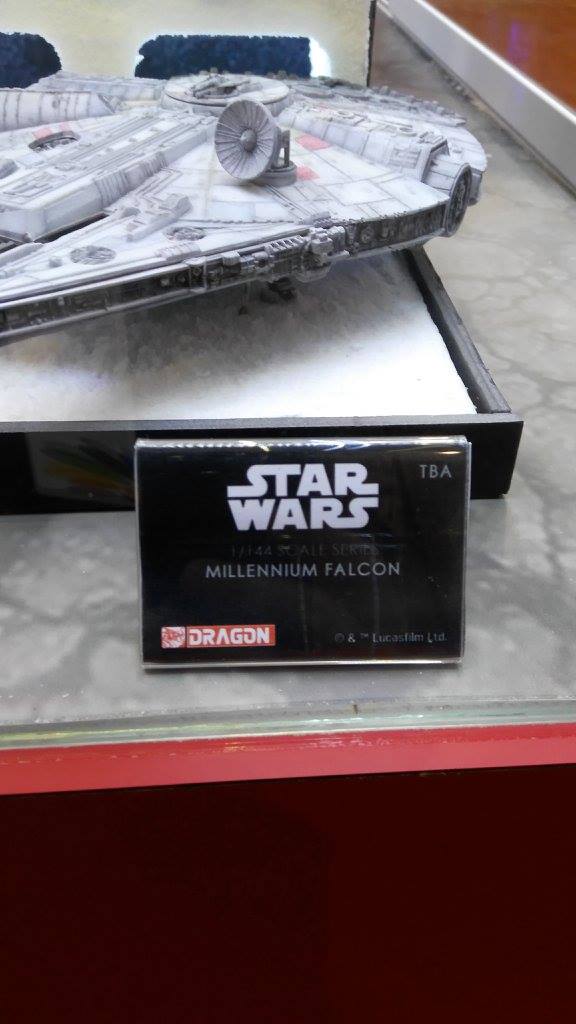 STAR
WARS
TBA
1/144 SCALE SERIES
MILLENNIUM FALCON
DRAGON
© & ™ Lucasfilm Ltd.